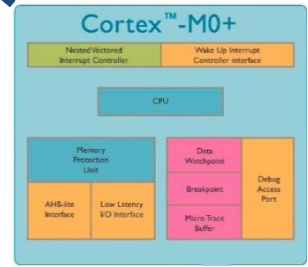 Cortex™-M0+
Nested Vectored
Interrupt Controller
Wake Up Interrupt
Controller interface
CPU
Memory
Protection
Unit
AHB-lite
Interface
Low Latency
I/O Interface
Data
Watchpoint
Breakpoint
Micro Trace
Buffer
Debug
Access
Port